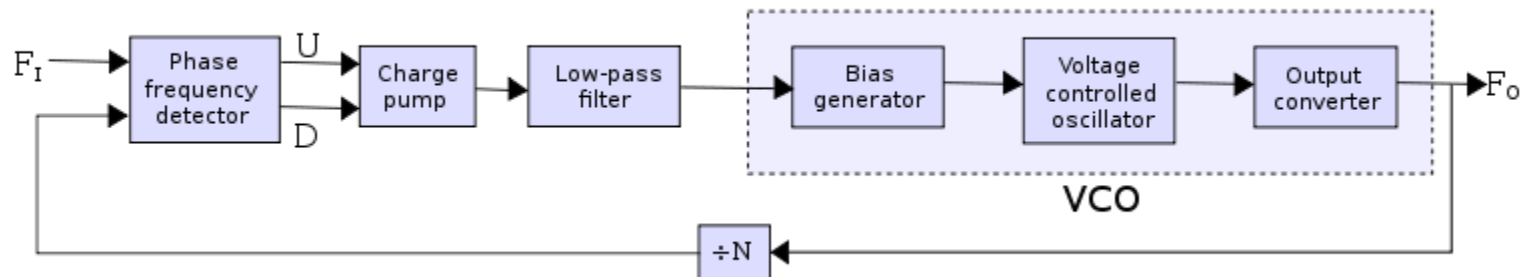 F_I
Phase
frequency
detector
U
D
Charge
pump
Low-pass
filter
Bias
generator
Voltage
controlled
oscillator
Output
converter
F_O
VCO
÷N